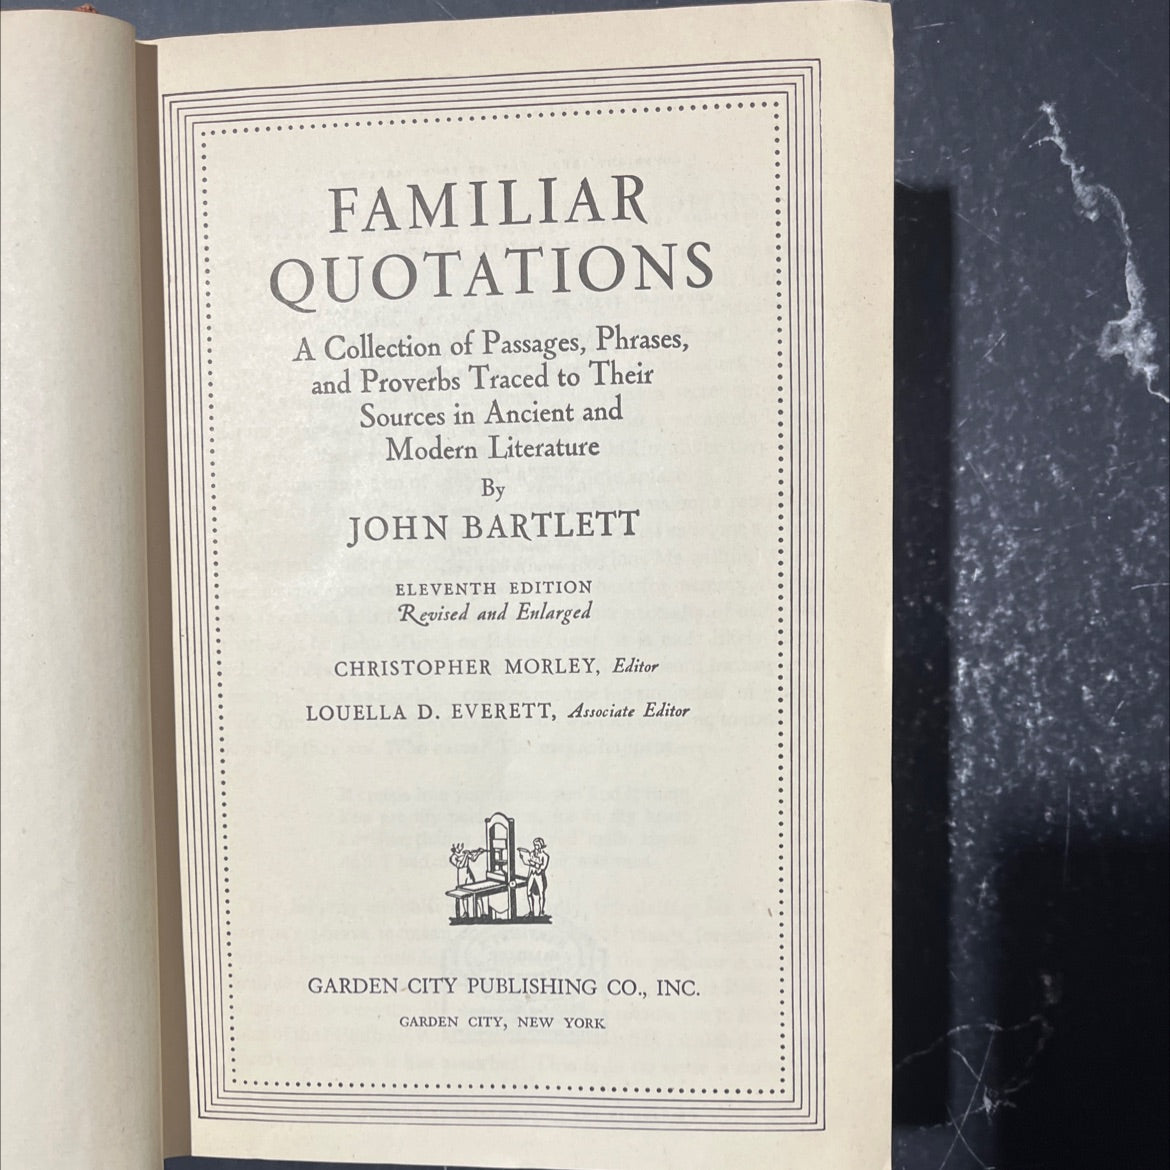 FAMILIAR
QUOTATIONS
A Collection of Passages, Phrases,
and Proverbs Traced to Their
Sources in Ancient and
Modern Literature
By
JOHN BARTLETT
ELEVENTH EDITION
Revised and Enlarged
CHRISTOPHER MORLEY, Editor
LOUELLA D. EVERETT, Associate Editor
GARDEN CITY PUBLISHING CO., INC.
GARDEN CITY, NEW YORK